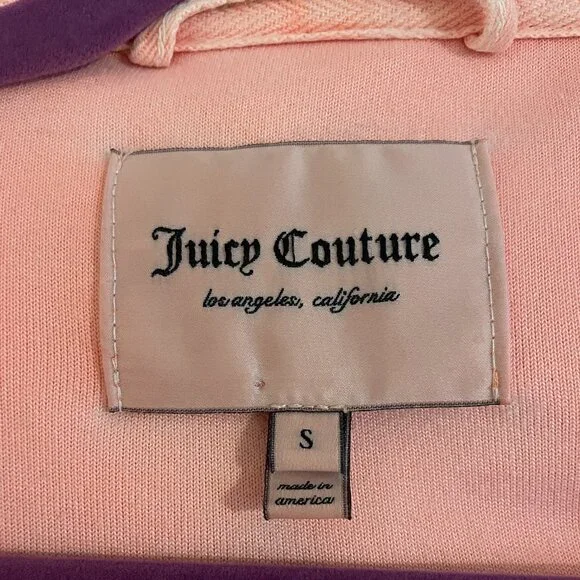 Juicy Couture
los angeles, california
S
made in
america